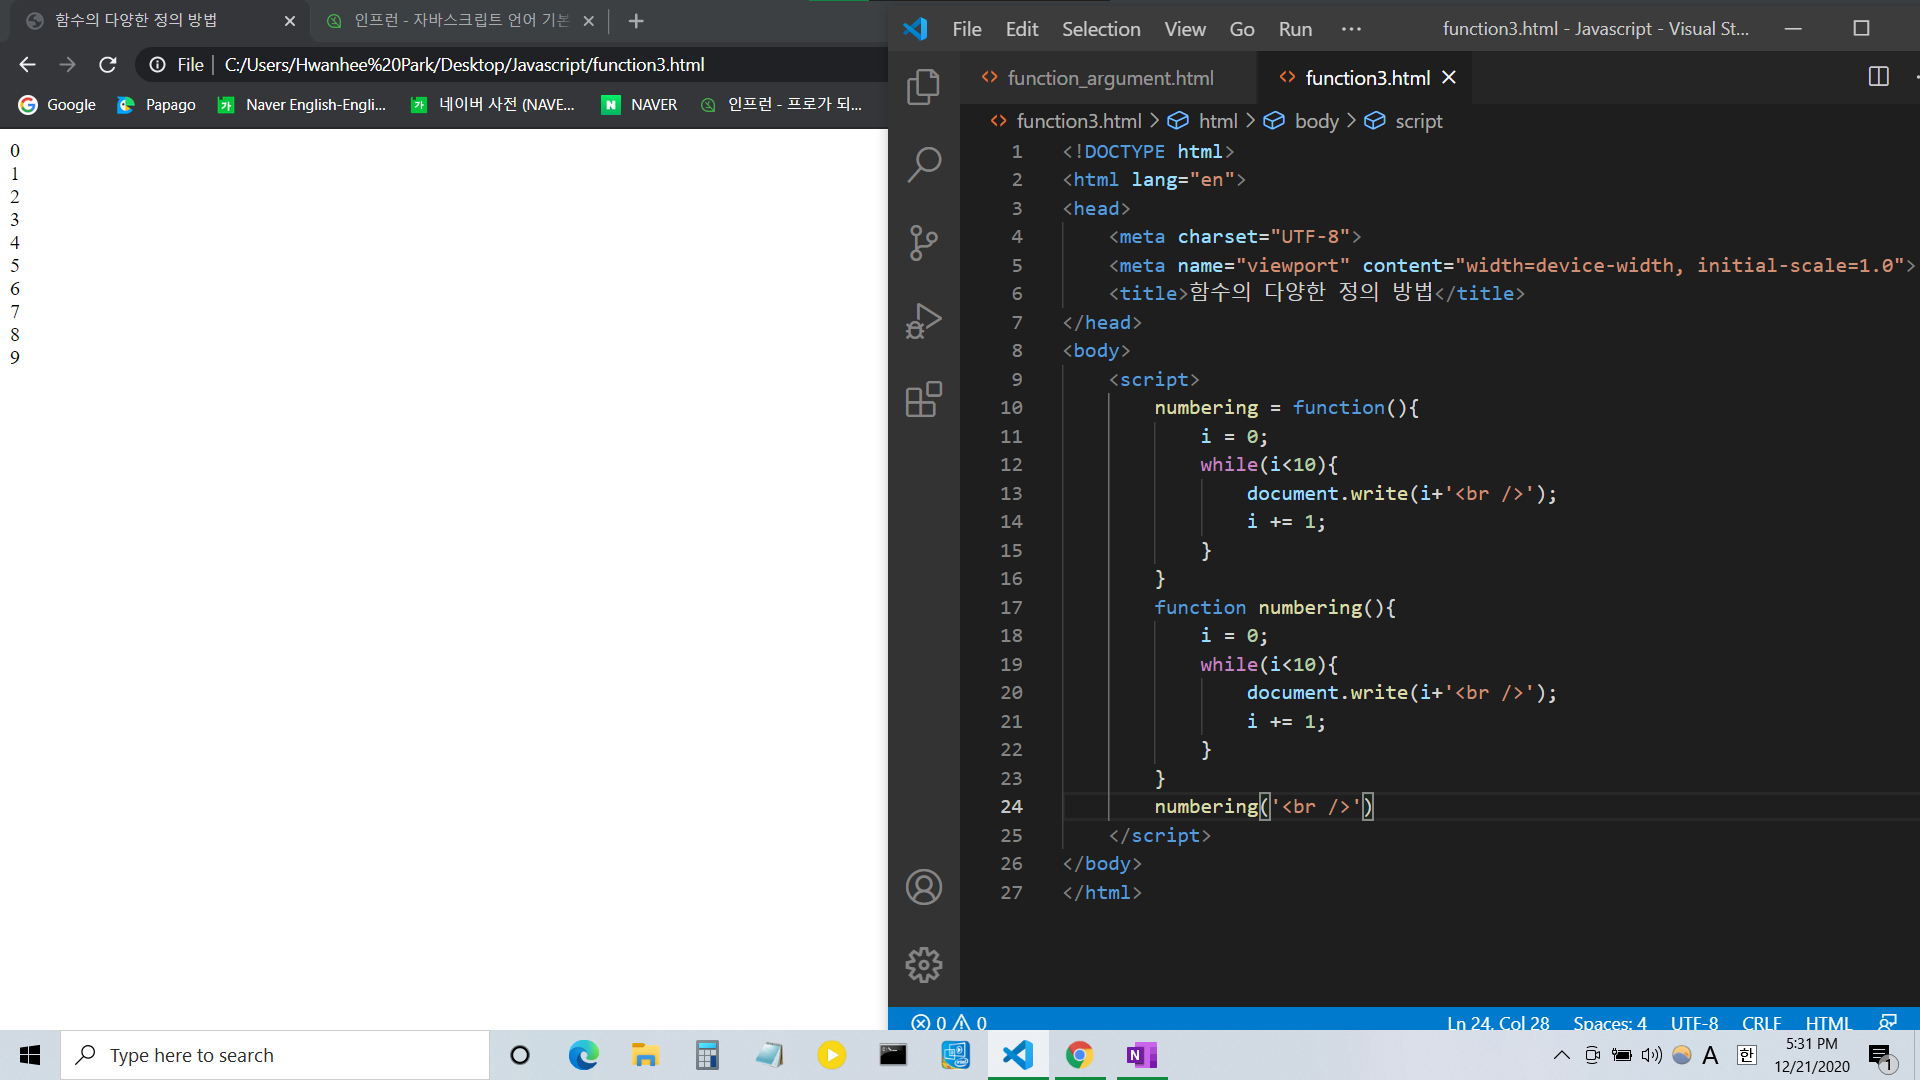 함수의 다양한 정의 방법
인프런 - 자바스크립트 언어 기본
File
C:/Users/Hwanhee%20Park/Desktop/Javascript/function3.html
Google
Papago
Naver English-Engli...
네이버 사전 (NAVE...
NAVER
인프런 - 프로가 되...
0
1
2
3
4
5
6
7
8
9
File Edit Selection View Go Run ···
function3.html - Javascript - Visual St...
function_argument.html
function3.html
function3.html > html > body > script
1 <!DOCTYPE html>
2 <html lang="en">
3 <head>
4 <meta charset="UTF-8">
5 <meta name="viewport" content="width=device-width, initial-scale=1.0">
6 <title>함수의 다양한 정의 방법</title>
7 </head>
8 <body>
9 <script>
10 numbering = function(){
11 i = 0;
12 while(i<10){
13 document.write(i+'<br />');
14 i += 1;
15 }
16 }
17 function numbering(){
18 i = 0;
19 while(i<10){
20 document.write(i+'<br />');
21 i += 1;
22 }
23 }
24 numbering('<br />')
25 </script>
26 </body>
27 </html>
0 0
Ln 24, Col 28 Spaces: 4 UTF-8 CRLF HTML
Type here to search
A
한
5:31 PM
12/21/2020
1